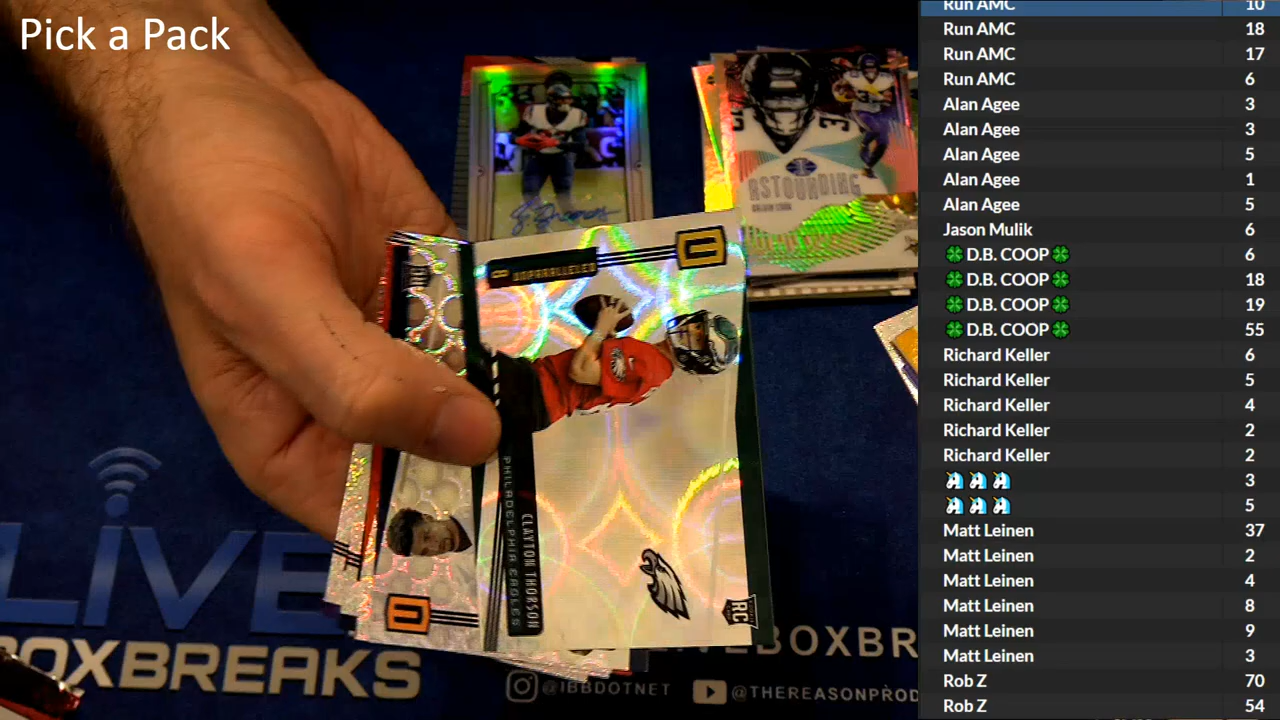 Pick a Pack
ASTOUNDING
DALVIN COOK
UNPARALLELED
U
CLAYTON THORSON
PHILADELPHIA EAGLES
RC
U
LIVE
BOXBREAKS
LIVEBOXBR
@IBBDOTNET
@THEREASONPROD
Run AMC 10
Run AMC 18
Run AMC 17
Run AMC 6
Alan Agee 3
Alan Agee 3
Alan Agee 5
Alan Agee 1
Alan Agee 5
Jason Mulik 6
🍀 D.B. COOP 🍀 6
🍀 D.B. COOP 🍀 18
🍀 D.B. COOP 🍀 19
🍀 D.B. COOP 🍀 55
Richard Keller 6
Richard Keller 5
Richard Keller 4
Richard Keller 2
Richard Keller 2
🦄 🦄 🦄 3
🦄 🦄 🦄 5
Matt Leinen 37
Matt Leinen 2
Matt Leinen 4
Matt Leinen 8
Matt Leinen 9
Matt Leinen 3
Rob Z 70
Rob Z 54